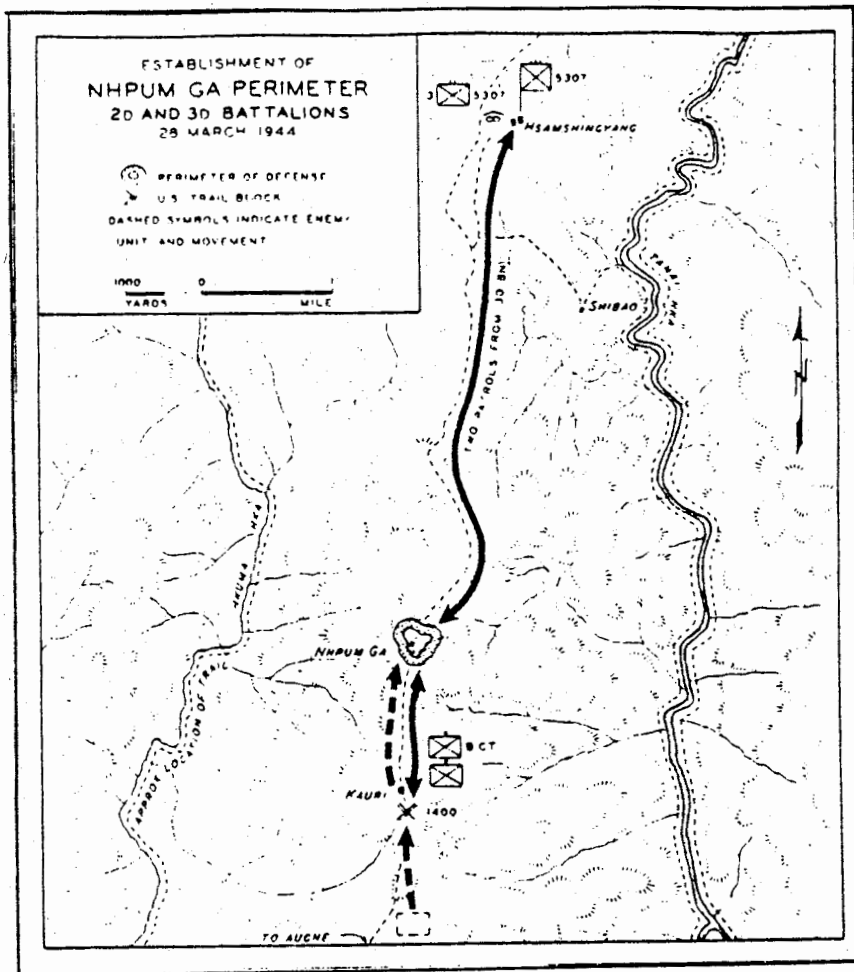 ESTABLISHMENT OF
NHPUM GA PERIMETER
2D AND 3D BATTALIONS
28 MARCH 1944
PERIMETER OF DEFENSE
U.S. TRAIL BLOCK
DASHED SYMBOLS INDICATE ENEMY
UNIT AND MOVEMENT
1000 0 1
YARDS MILE
5307
3 5307
HSAMSHINGYANG
TANAI HKA
SHIBAO
TWO PATROLS FROM 3D BN
HKUMA HKA
NHPUM GA
APPROX LOCATION OF TRAIL
B CT
KAURI
1400
TO AUCHE